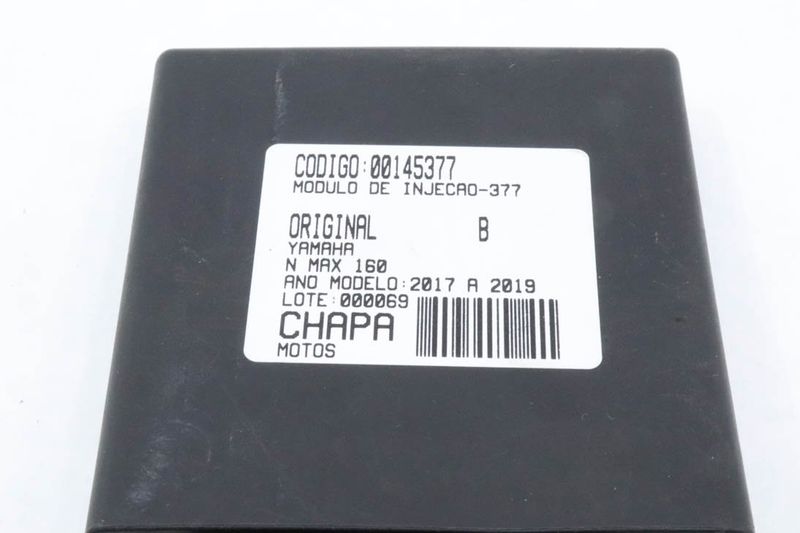 CODIGO:00145377
MODULO DE INJECAO-377
ORIGINAL B
YAMAHA
N MAX 160
ANO MODELO:2017 A 2019
LOTE:000069
CHAPA
MOTOS